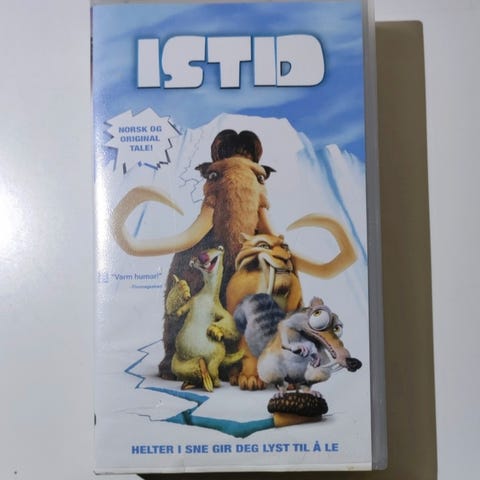 ISTID
NORSK OG
ORIGINAL
TALE!
"Varm humor!"
HELTER I SNE GIR DEG LYST TIL Å LE